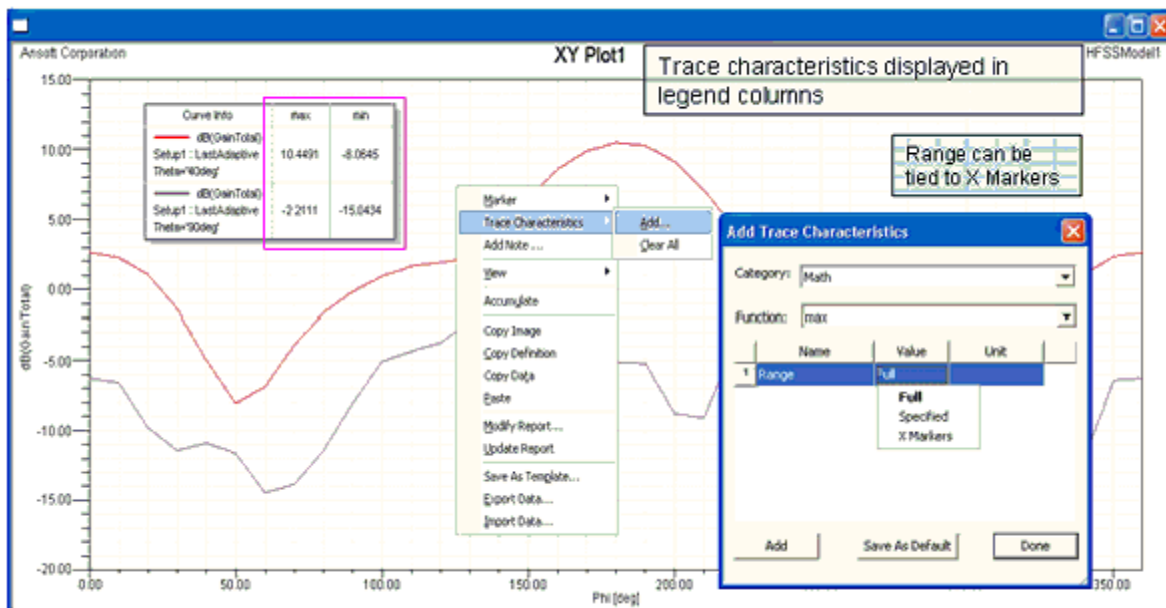 Ansoft Corporation
XY Plot1
HFSSModel1
Trace characteristics displayed in
legend columns
Range can be
tied to X Markers
15.00
10.00
5.00
0.00
-5.00
-10.00
-15.00
-20.00
dB(GainTotal)
Curve Info
max
min
dB(GainTotal)
Setup1 : LastAdaptive
Theta='40deg'
10.4491
-8.0645
dB(GainTotal)
Setup1 : LastAdaptive
Theta='90deg'
-2.2111
-15.0434
Marker
Trace Characteristics
Add Note ...
View
Accumulate
Copy Image
Copy Definition
Copy Data
Paste
Modify Report...
Update Report
Save As Template...
Export Data...
Import Data...
Add...
Clear All
Add Trace Characteristics
Category: Math
Function: max
Name Value Unit
1 Range Full
Full
Specified
X Markers
Add Save As Default Done
0.00 50.00 100.00 150.00 200.00 350.00
Phi [deg]